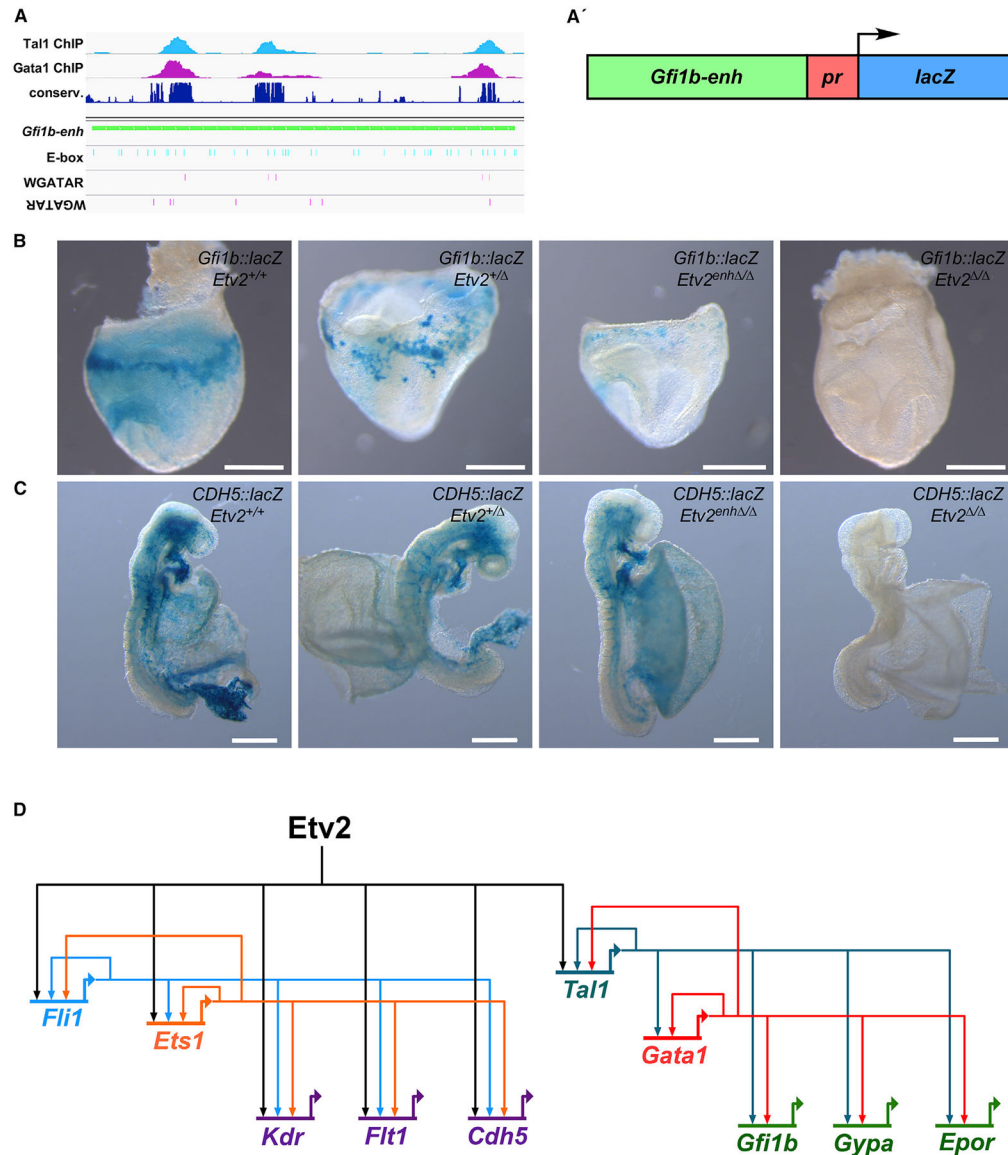 A
Tal1 ChIP
Gata1 ChIP
conserv.
Gfi1b-enh
E-box
WGATAR
WGATAR
A´
Gfi1b-enh pr lacZ
B
Gfi1b::lacZ
Etv2+/+
Gfi1b::lacZ
Etv2+/Δ
Gfi1b::lacZ
Etv2enhΔ/Δ
Gfi1b::lacZ
Etv2Δ/Δ
C
CDH5::lacZ
Etv2+/+
CDH5::lacZ
Etv2+/Δ
CDH5::lacZ
Etv2enhΔ/Δ
CDH5::lacZ
Etv2Δ/Δ
D
Etv2
Fli1
Ets1
Tal1
Gata1
Kdr
Flt1
Cdh5
Gfi1b
Gypa
Epor